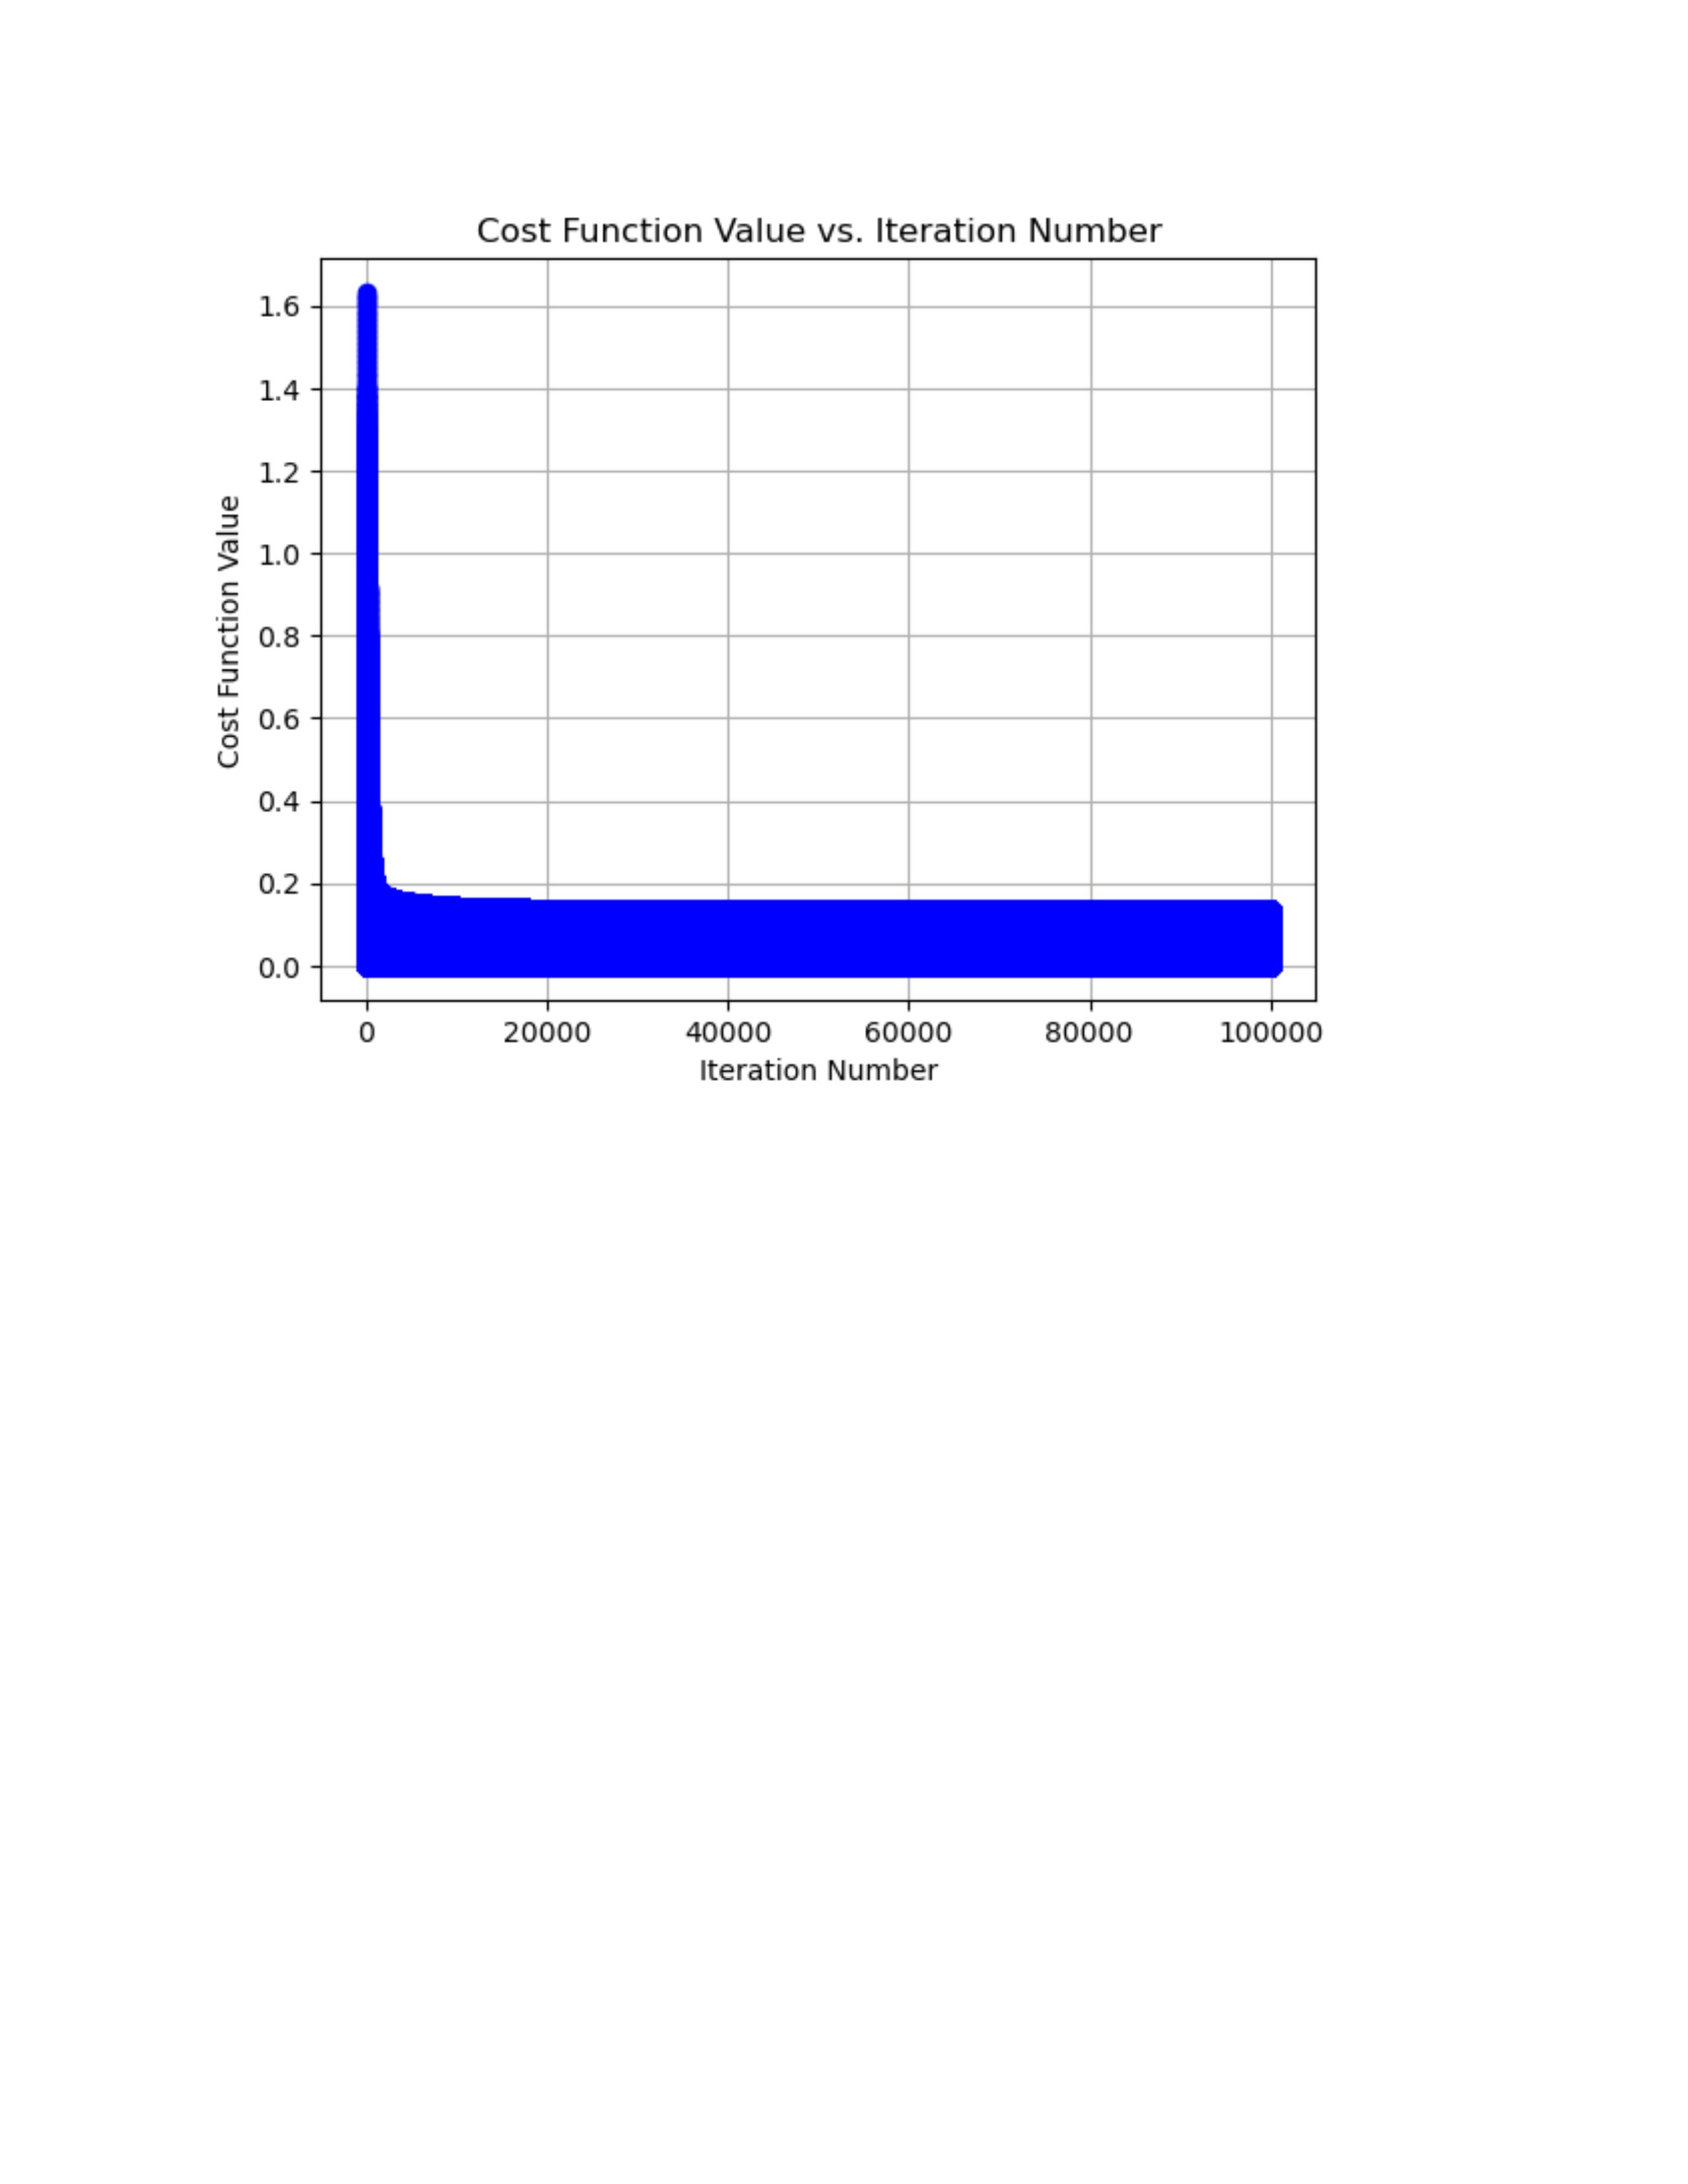 Cost Function Value vs. Iteration Number
1.6
1.4
1.2
1.0
0.8
0.6
0.4
0.2
0.0
Cost Function Value
0 20000 40000 60000 80000 100000
Iteration Number